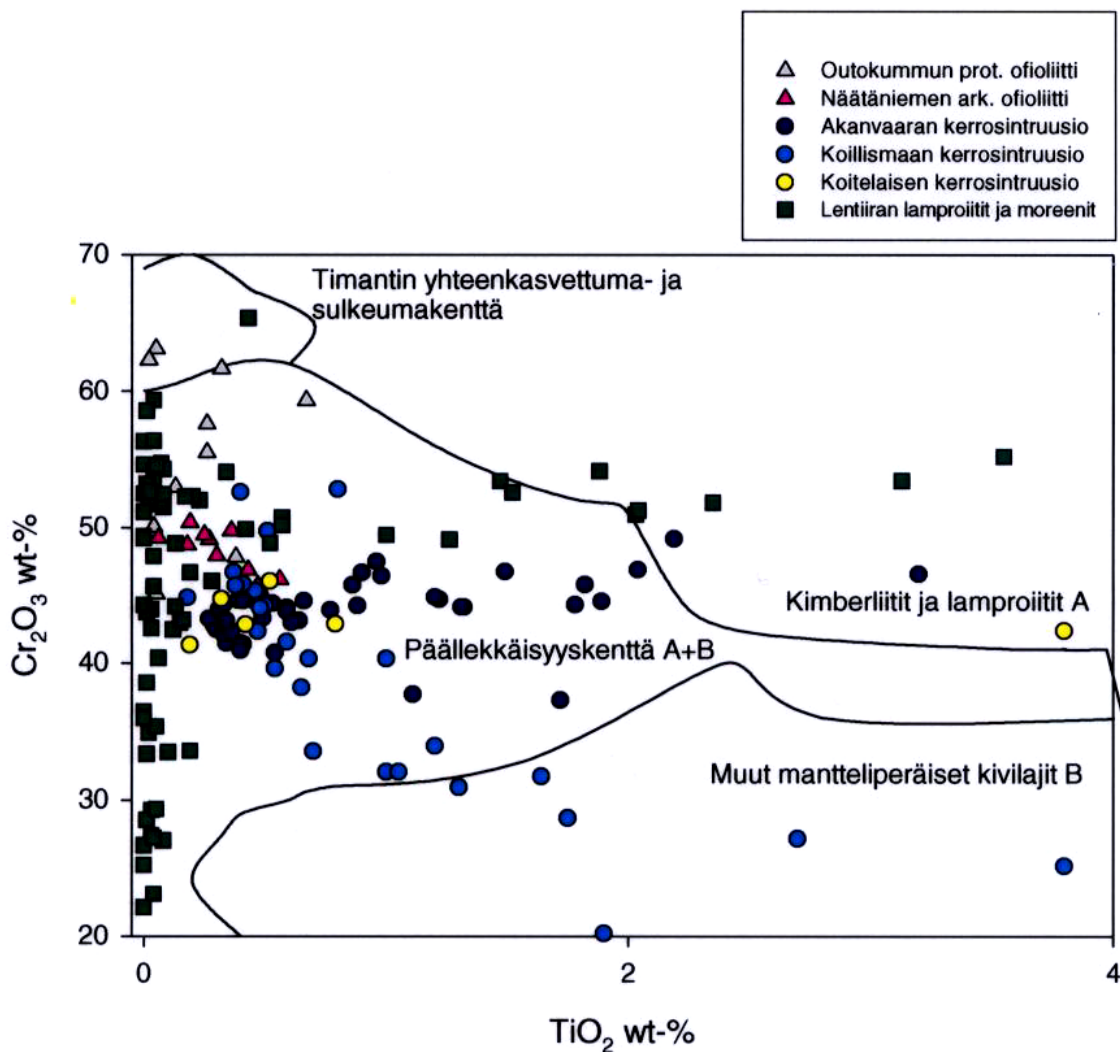 Outokummun prot. ofioliitti
Näätäniemen ark. ofioliitti
Akanvaaran kerrosintruusio
Koillismaan kerrosintruusio
Koitelaisen kerrosintruusio
Lentiiran lamproiitit ja moreenit
70
60
50
40
30
20
Cr2O3 wt-%
Timantin yhteenkasvettuma- ja
sulkeumakenttä
Kimberliitit ja lamproiitit A
Päällekkäisyyskenttä A+B
Muut mantteliperäiset kivilajit B
0
2
4
TiO2 wt-%